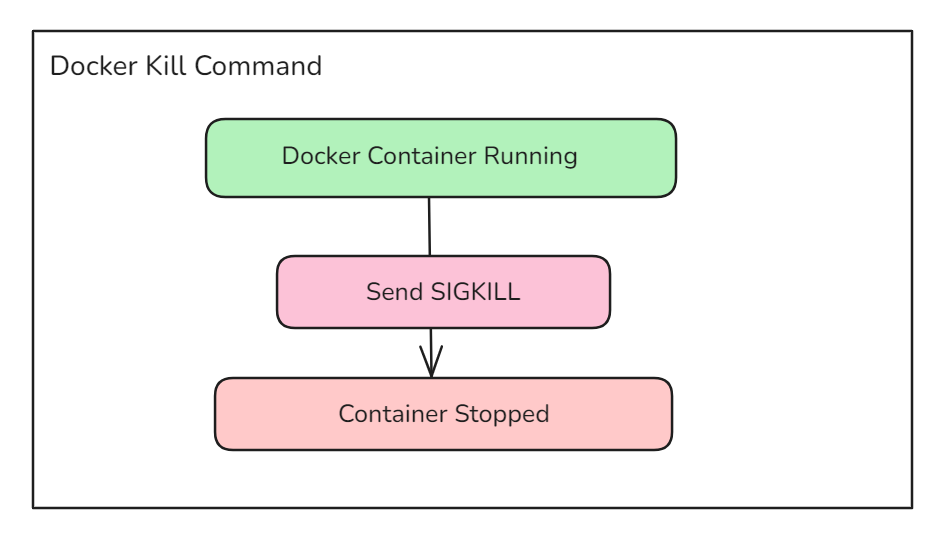 Docker Kill Command
Docker Container Running
Send SIGKILL
Container Stopped